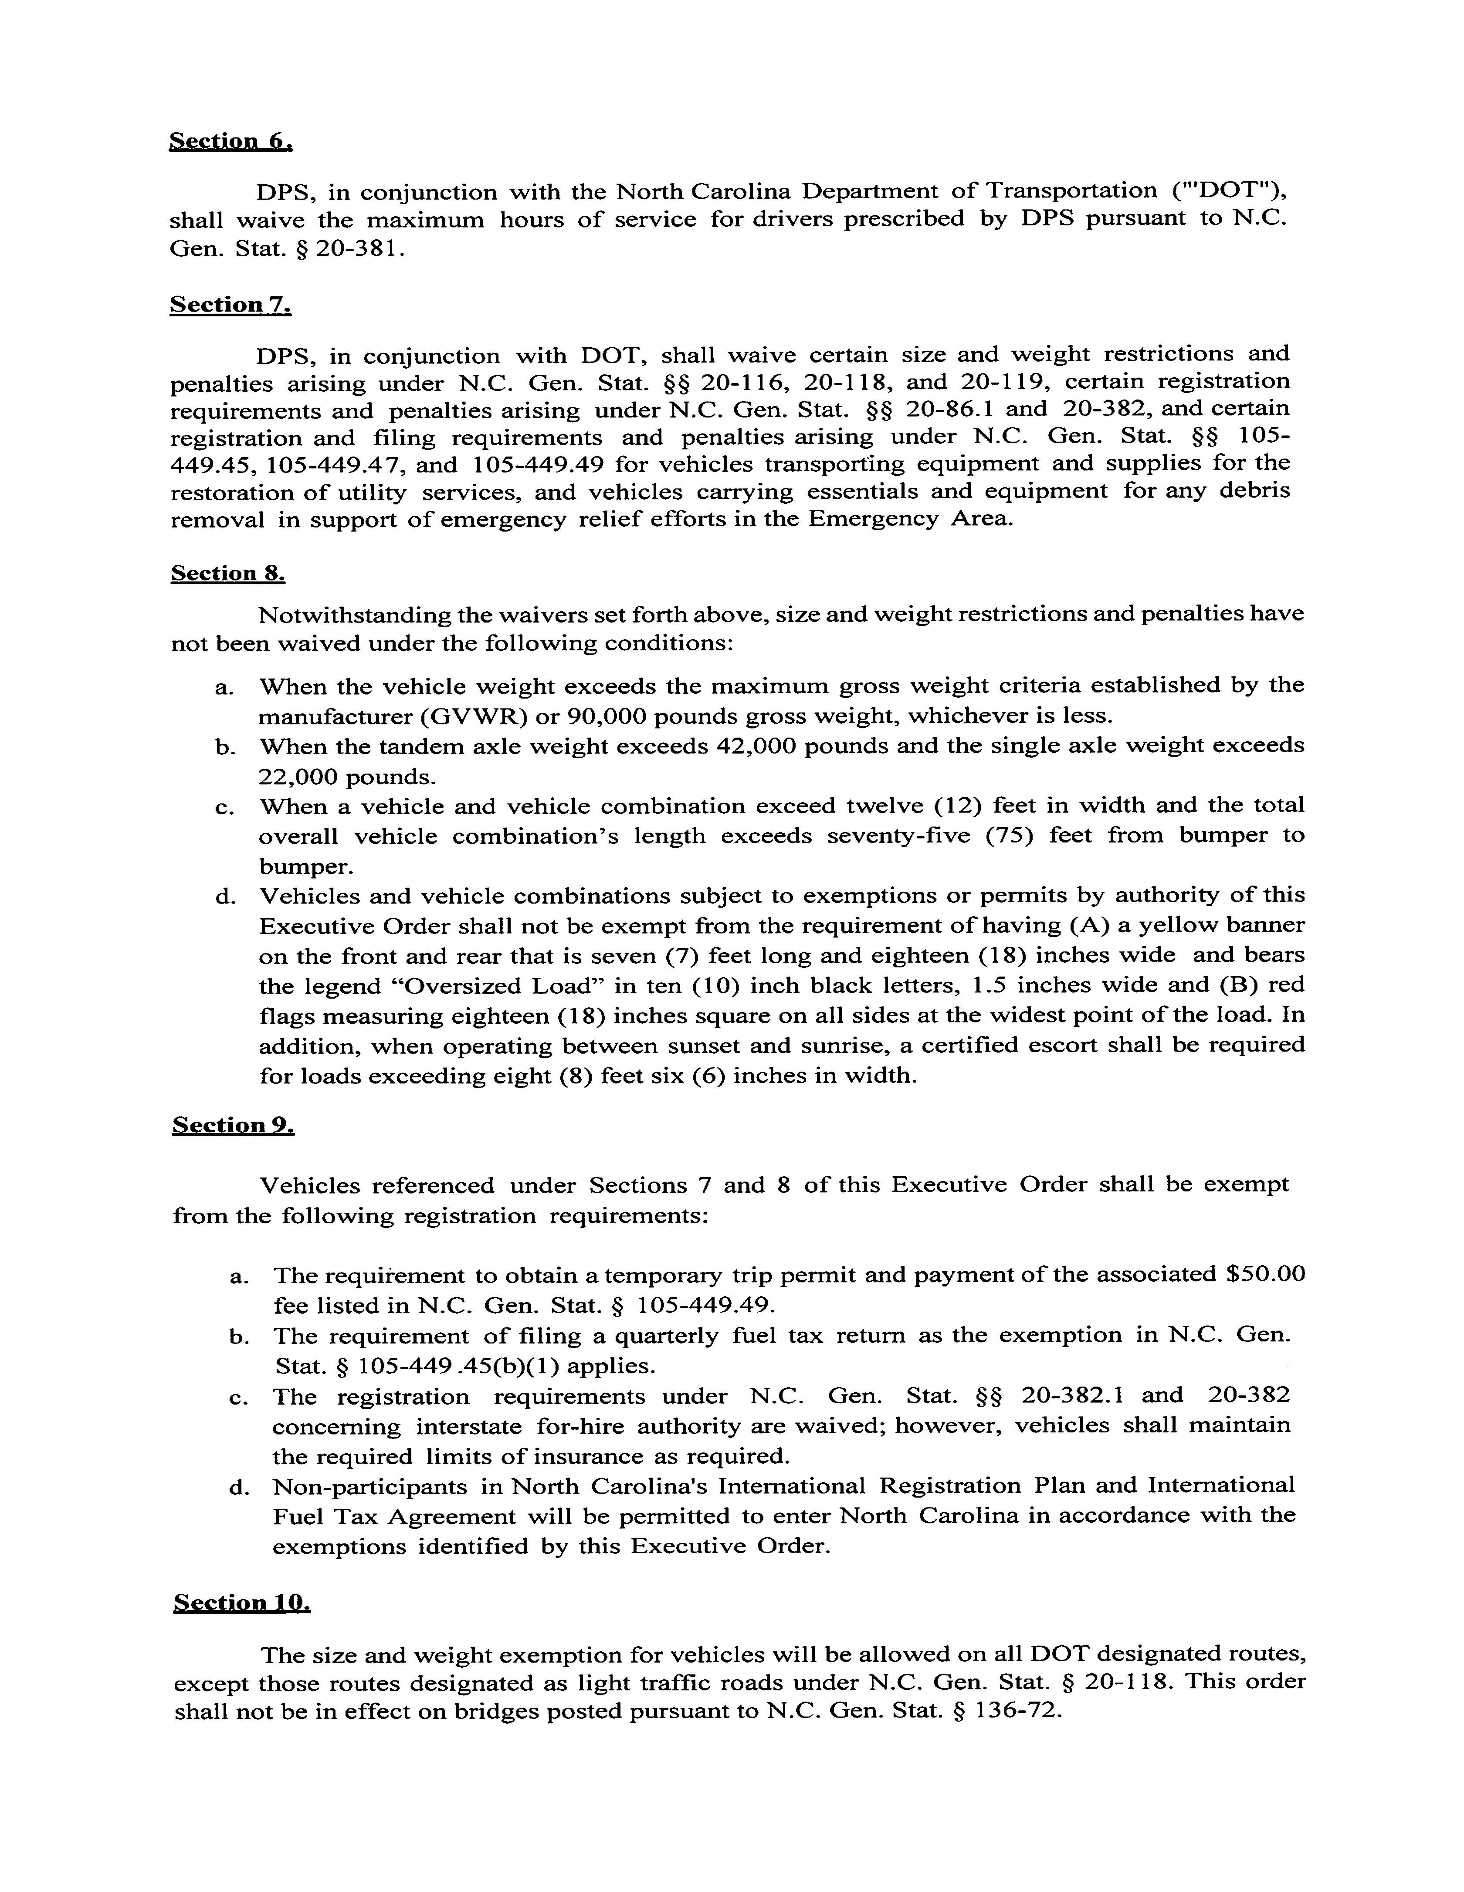 Section 6.
DPS, in conjunction with the North Carolina Department of Transportation ("'DOT"),
shall waive the maximum hours of service for drivers prescribed by DPS pursuant to N.C.
Gen. Stat. § 20-381.
Section 7.
DPS, in conjunction with DOT, shall waive certain size and weight restrictions and
penalties arising under N.C. Gen. Stat. §§ 20-116, 20-118, and 20-119, certain registration
requirements and penalties arising under N.C. Gen. Stat. §§ 20-86.1 and 20-382, and certain
registration and filing requirements and penalties arising under N.C. Gen. Stat. §§ 105-
449.45, 105-449.47, and 105-449.49 for vehicles transporting equipment and supplies for the
restoration of utility services, and vehicles carrying essentials and equipment for any debris
removal in support of emergency relief efforts in the Emergency Area.
Section 8.
Notwithstanding the waivers set forth above, size and weight restrictions and penalties have
not been waived under the following conditions:
a. When the vehicle weight exceeds the maximum gross weight criteria established by the
manufacturer (GVWR) or 90,000 pounds gross weight, whichever is less.
b. When the tandem axle weight exceeds 42,000 pounds and the single axle weight exceeds
22,000 pounds.
c. When a vehicle and vehicle combination exceed twelve (12) feet in width and the total
overall vehicle combination's length exceeds seventy-five (75) feet from bumper to
bumper.
d. Vehicles and vehicle combinations subject to exemptions or permits by authority of this
Executive Order shall not be exempt from the requirement of having (A) a yellow banner
on the front and rear that is seven (7) feet long and eighteen (18) inches wide and bears
the legend “Oversized Load” in ten (10) inch black letters, 1.5 inches wide and (B) red
flags measuring eighteen (18) inches square on all sides at the widest point of the load. In
addition, when operating between sunset and sunrise, a certified escort shall be required
for loads exceeding eight (8) feet six (6) inches in width.
Section 9.
Vehicles referenced under Sections 7 and 8 of this Executive Order shall be exempt
from the following registration requirements:
a. The requirement to obtain a temporary trip permit and payment of the associated $50.00
fee listed in N.C. Gen. Stat. § 105-449.49.
b. The requirement of filing a quarterly fuel tax return as the exemption in N.C. Gen.
Stat. § 105-449 .45(b)(1) applies.
c. The registration requirements under N.C. Gen. Stat. §§ 20-382.1 and 20-382
concerning interstate for-hire authority are waived; however, vehicles shall maintain
the required limits of insurance as required.
d. Non-participants in North Carolina's International Registration Plan and International
Fuel Tax Agreement will be permitted to enter North Carolina in accordance with the
exemptions identified by this Executive Order.
Section 10.
The size and weight exemption for vehicles will be allowed on all DOT designated routes,
except those routes designated as light traffic roads under N.C. Gen. Stat. § 20-118. This order
shall not be in effect on bridges posted pursuant to N.C. Gen. Stat. § 136-72.